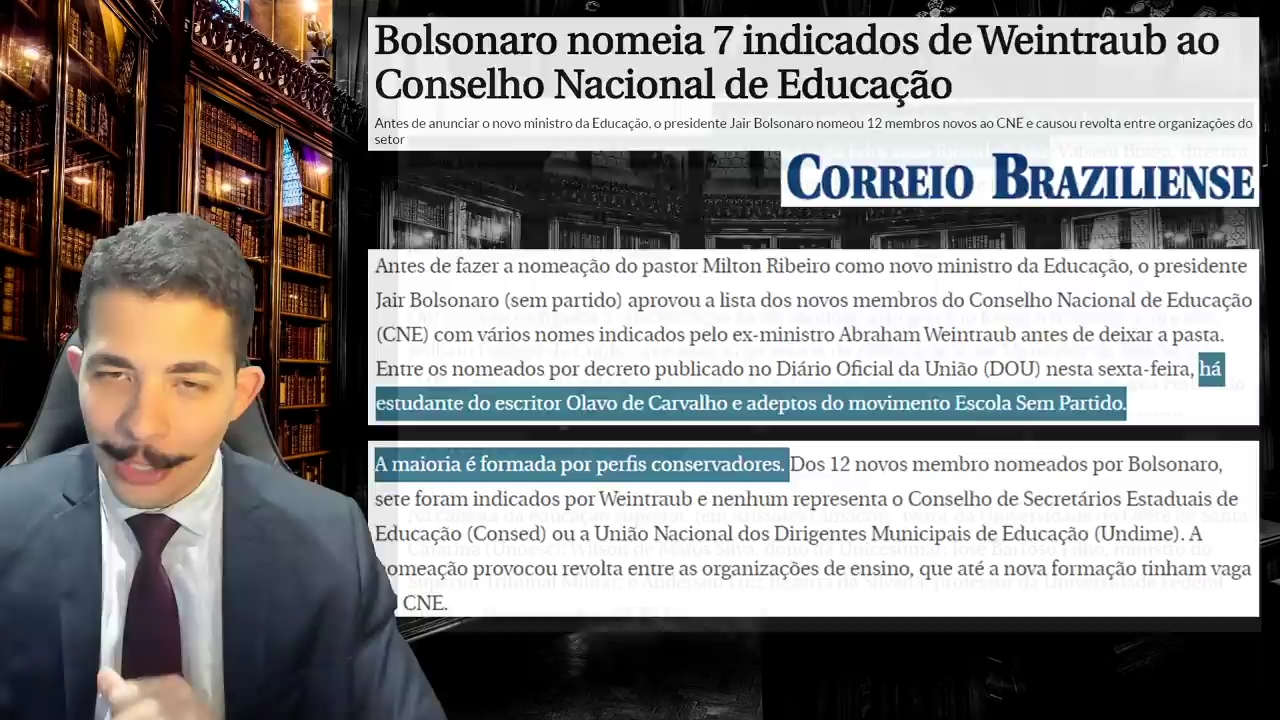 Bolsonaro nomeia 7 indicados de Weintraub ao
Conselho Nacional de Educação
Antes de anunciar o novo ministro da Educação, o presidente Jair Bolsonaro nomeou 12 membros novos ao CNE e causou revolta entre organizações do
setor
CORREIO BRAZILIENSE
Antes de fazer a nomeação do pastor Milton Ribeiro como novo ministro da Educação, o presidente
Jair Bolsonaro (sem partido) aprovou a lista dos novos membros do Conselho Nacional de Educação
(CNE) com vários nomes indicados pelo ex-ministro Abraham Weintraub antes de deixar a pasta.
Entre os nomeados por decreto publicado no Diário Oficial da União (DOU) nesta sexta-feira, há
estudante do escritor Olavo de Carvalho e adeptos do movimento Escola Sem Partido.
A maioria é formada por perfis conservadores. Dos 12 novos membro nomeados por Bolsonaro,
sete foram indicados por Weintraub e nenhum representa o Conselho de Secretários Estaduais de
Educação (Consed) ou a União Nacional dos Dirigentes Municipais de Educação (Undime). A
nomeação provocou revolta entre as organizações de ensino, que até a nova formação tinham vaga
CNE.